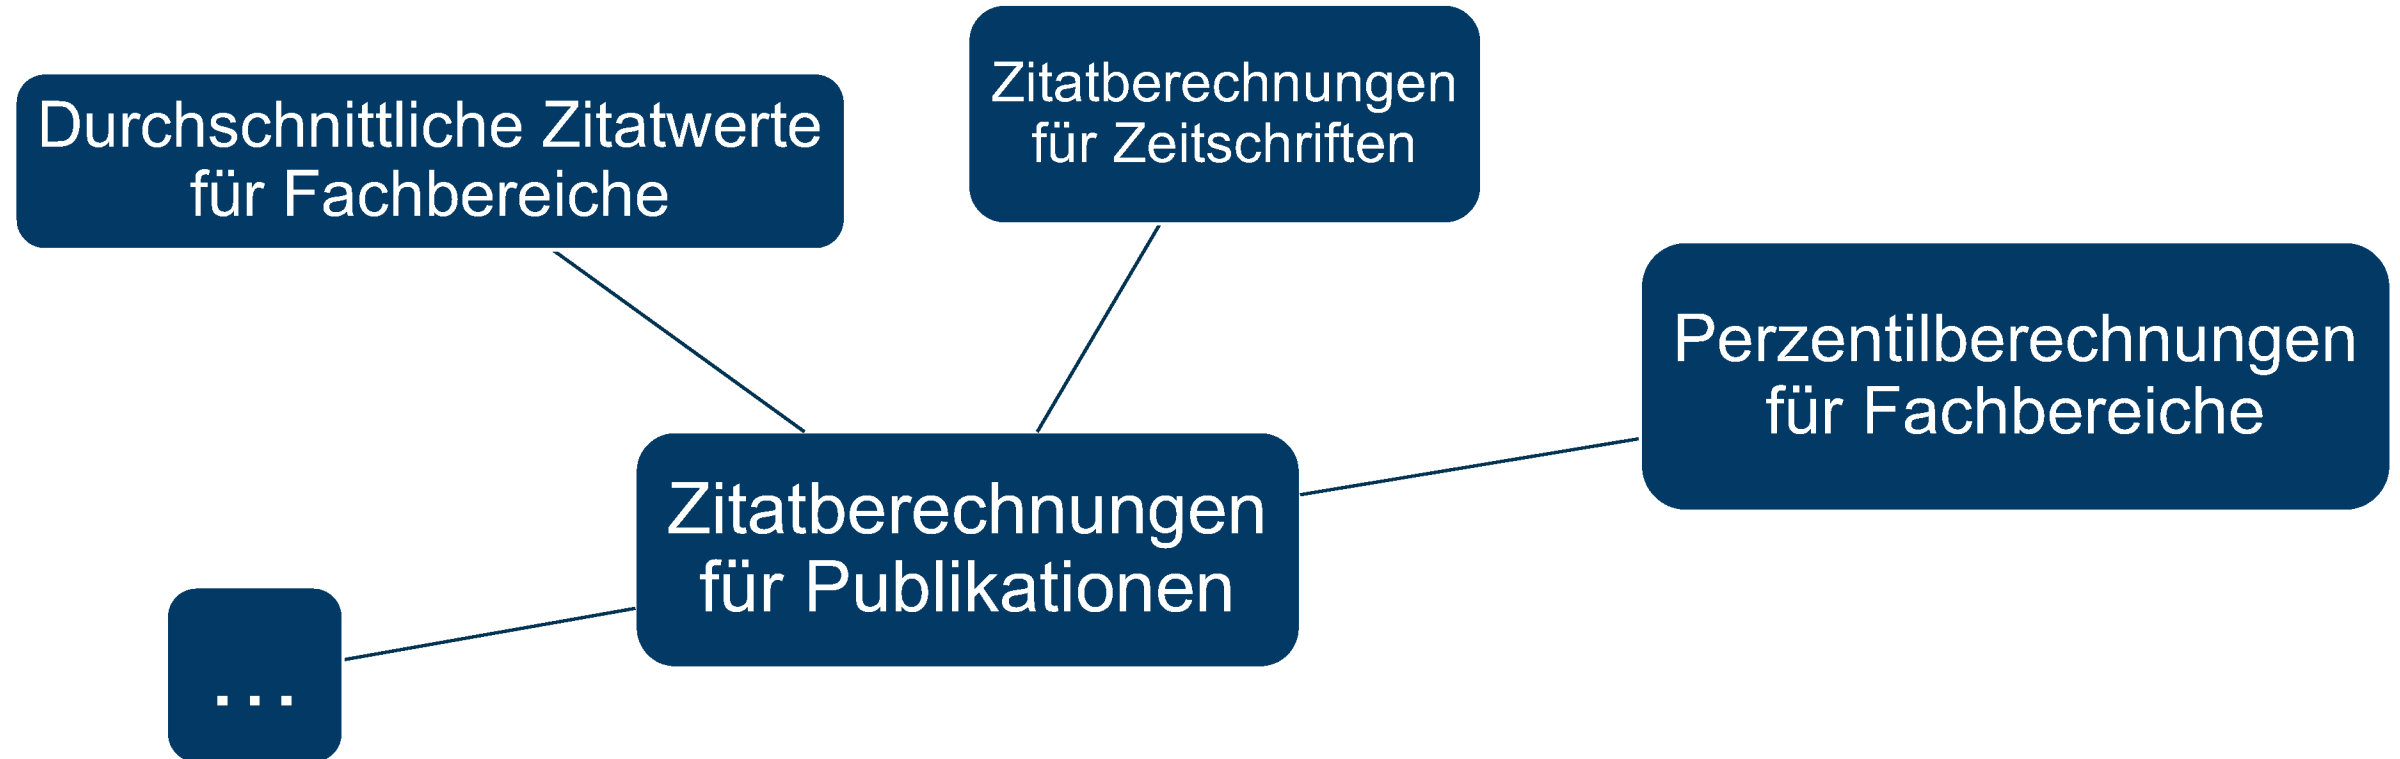 Durchschnittliche Zitatwerte
für Fachbereiche
Zitatberechnungen
für Zeitschriften
Perzentilberechnungen
für Fachbereiche
Zitatberechnungen
für Publikationen
...